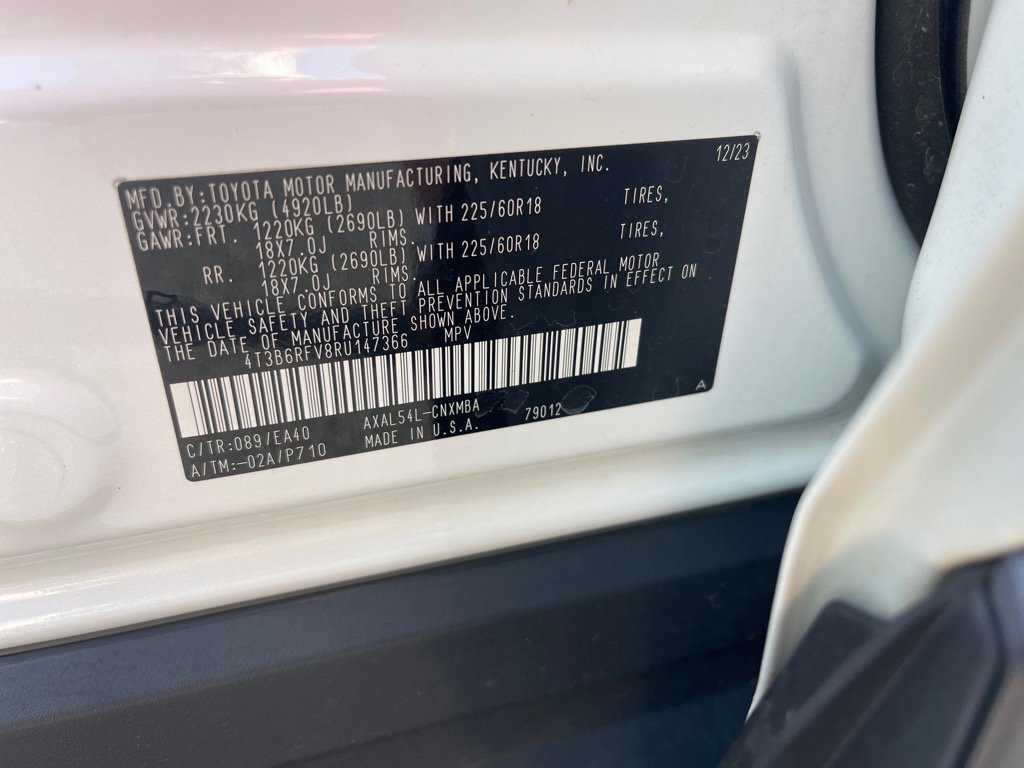 12/23
MFD.BY:TOYOTA MOTOR MANUFACTURING, KENTUCKY, INC.
GVWR:2230KG (4920LB)
GAWR:FRT. 1220KG (2690LB) WITH 225/60R18 TIRES,
18X7.0J RIMS.
RR. 1220KG (2690LB) WITH 225/60R18 TIRES,
18X7.0J RIMS.
THIS VEHICLE CONFORMS TO ALL APPLICABLE FEDERAL MOTOR
VEHICLE SAFETY AND THEFT PREVENTION STANDARDS IN EFFECT ON
THE DATE OF MANUFACTURE SHOWN ABOVE.
4T3B6RFV8RU147366 MPV
C/TR:089/EA40 AXAL54L-CNXMBA 79012 A
A/TM:-02A/P710 MADE IN U.S.A.